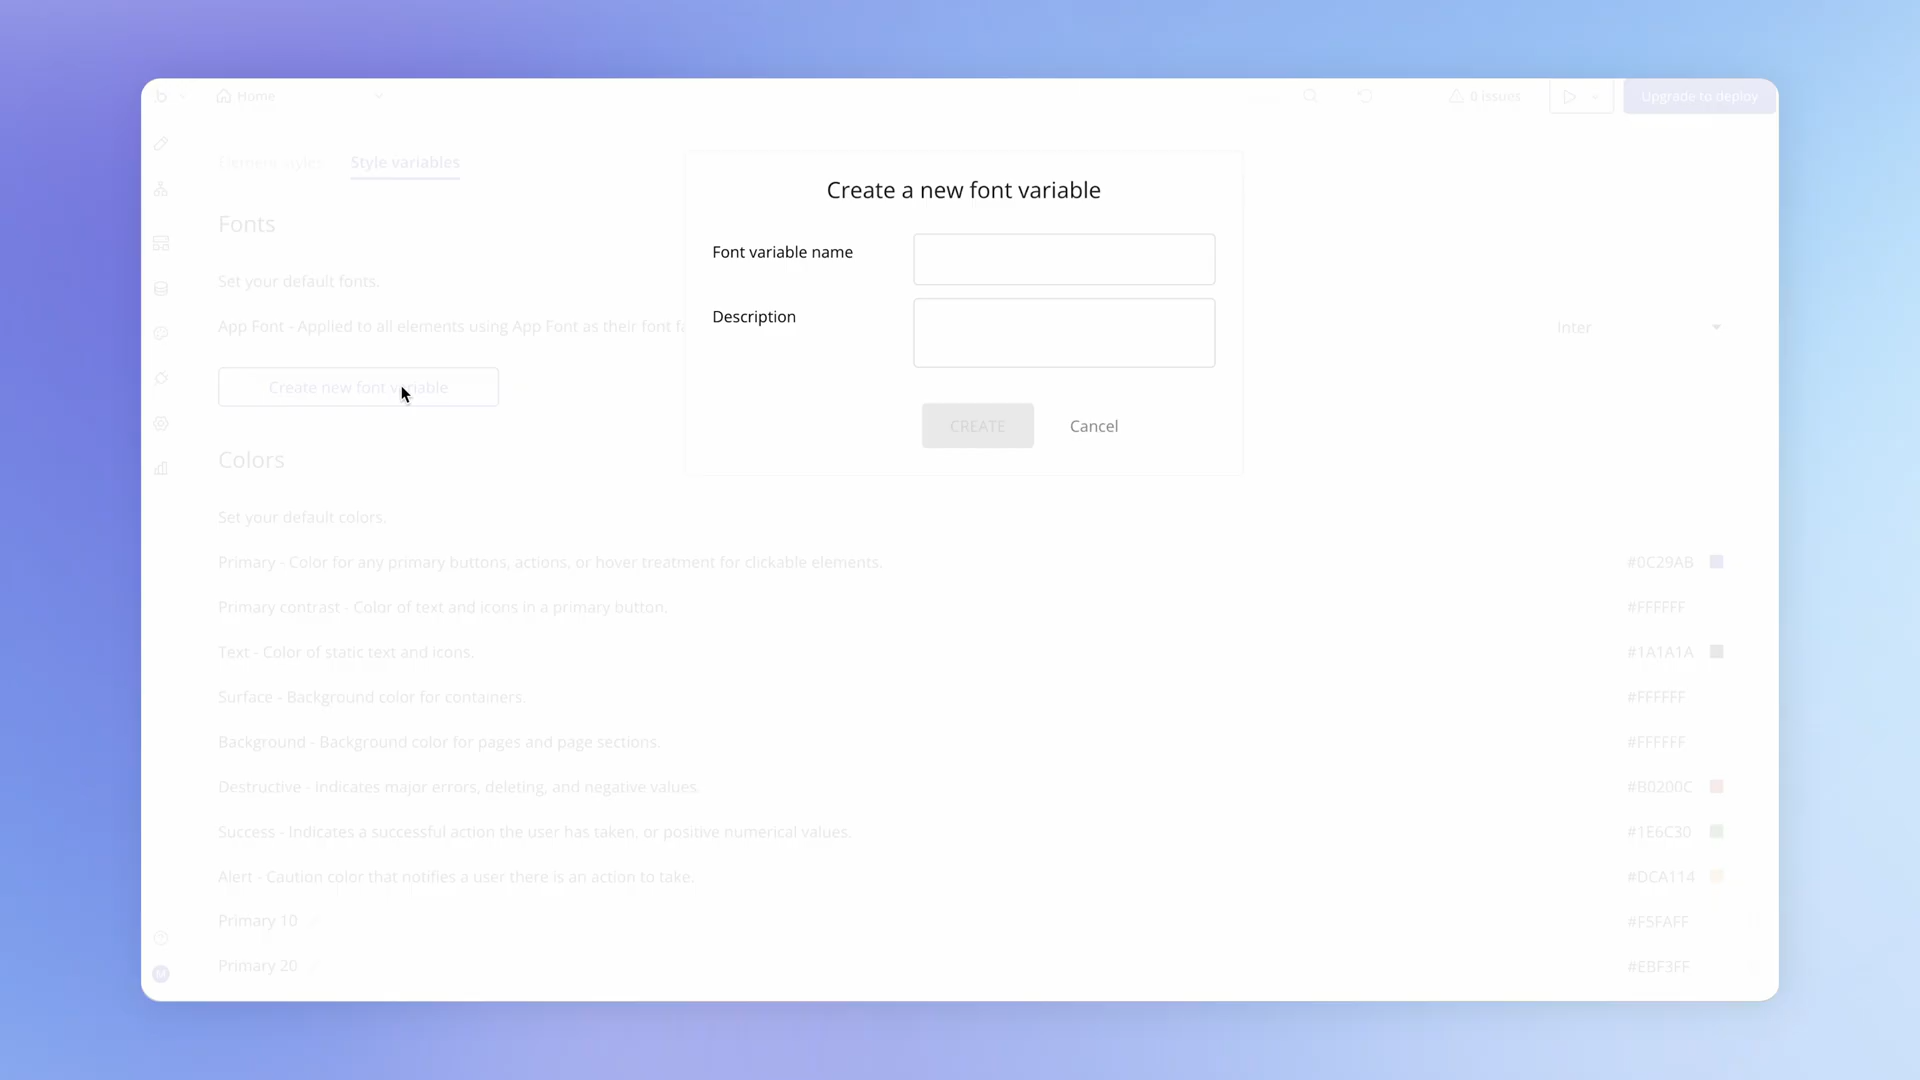 Home
0 issues
Upgrade to deploy
Element styles
Style variables
Create a new font variable
Fonts
Font variable name
Set your default fonts.
Description
App Font - Applied to all elements using App Font as their font
Inter
Create new font variable
CREATE
Cancel
Colors
Set your default colors.
Primary - Color for any primary buttons, actions, or hover treatment for clickable elements.
#0C29AB
Primary contrast - Color of text and icons in a primary button.
#FFFFFF
Text - Color of static text and icons.
#1A1A1A
Surface - Background color for containers.
#FFFFFF
Background - Background color for pages and page sections.
#FFFFFF
Destructive - Indicates major errors, deleting, and negative values.
#B0200C
Success - Indicates a successful action the user has taken, or positive numerical values.
#1E6C30
Alert - Caution color that notifies a user there is an action to take.
#DCA114
Primary 10
#F5FAFF
Primary 20
#EBF3FF